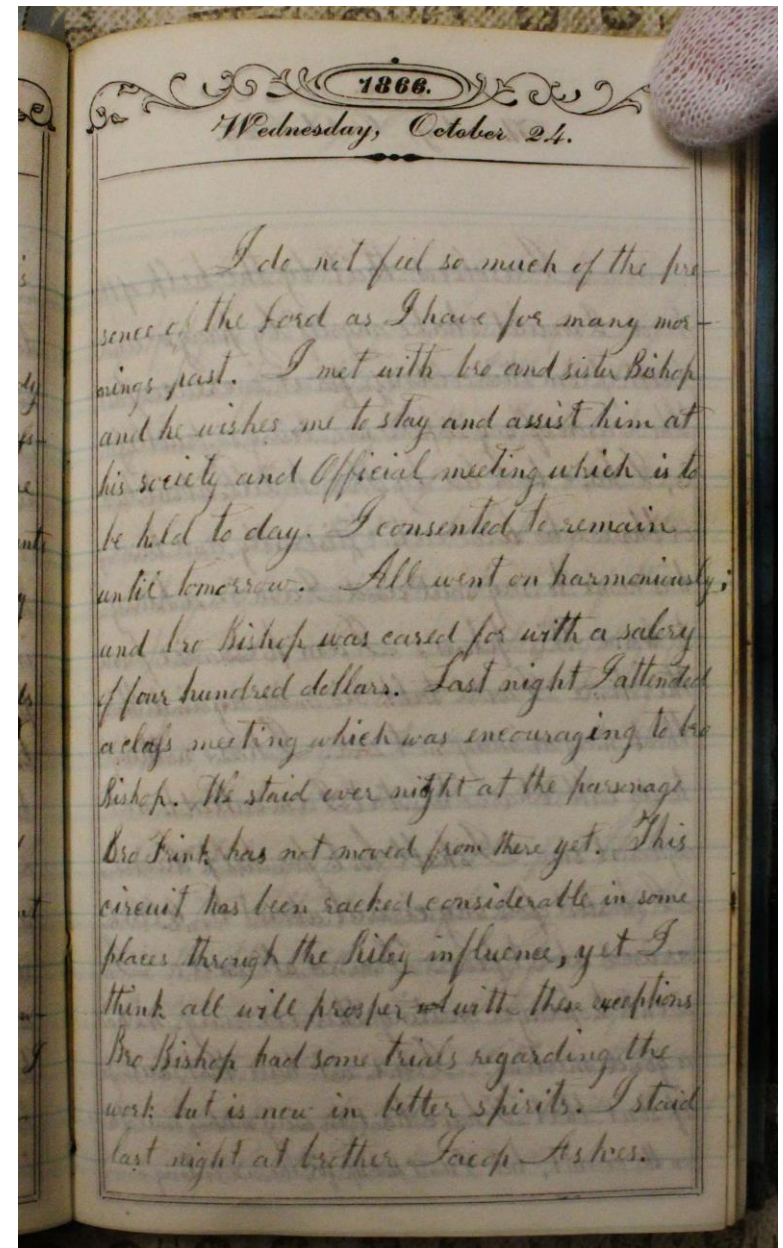 1866.
Wednesday, October 24.
I do not feel so much of the pre-
sence of the Lord as I have for many mor-
nings past. I met with bro and sister Bishop
and he wishes me to stay and assist him at
his society and Official meeting which is to
be held to day. I consented to remain
until tomorrow. All went on harmoniously;
and bro Bishop was cared for with a salery
of four hundred dollars. Last night I attended
a class meeting which was encouraging to bro
Bishop. We staid over night at the parsonage
Bro Frink has not moved from there yet. This
circuit has been racked considerable in some
places through the Riley influence, yet I
think all will prosper with these exceptions
Bro Bishop had some trials regarding the
work but is now in better spirits. I staid
last night at brother Jacop